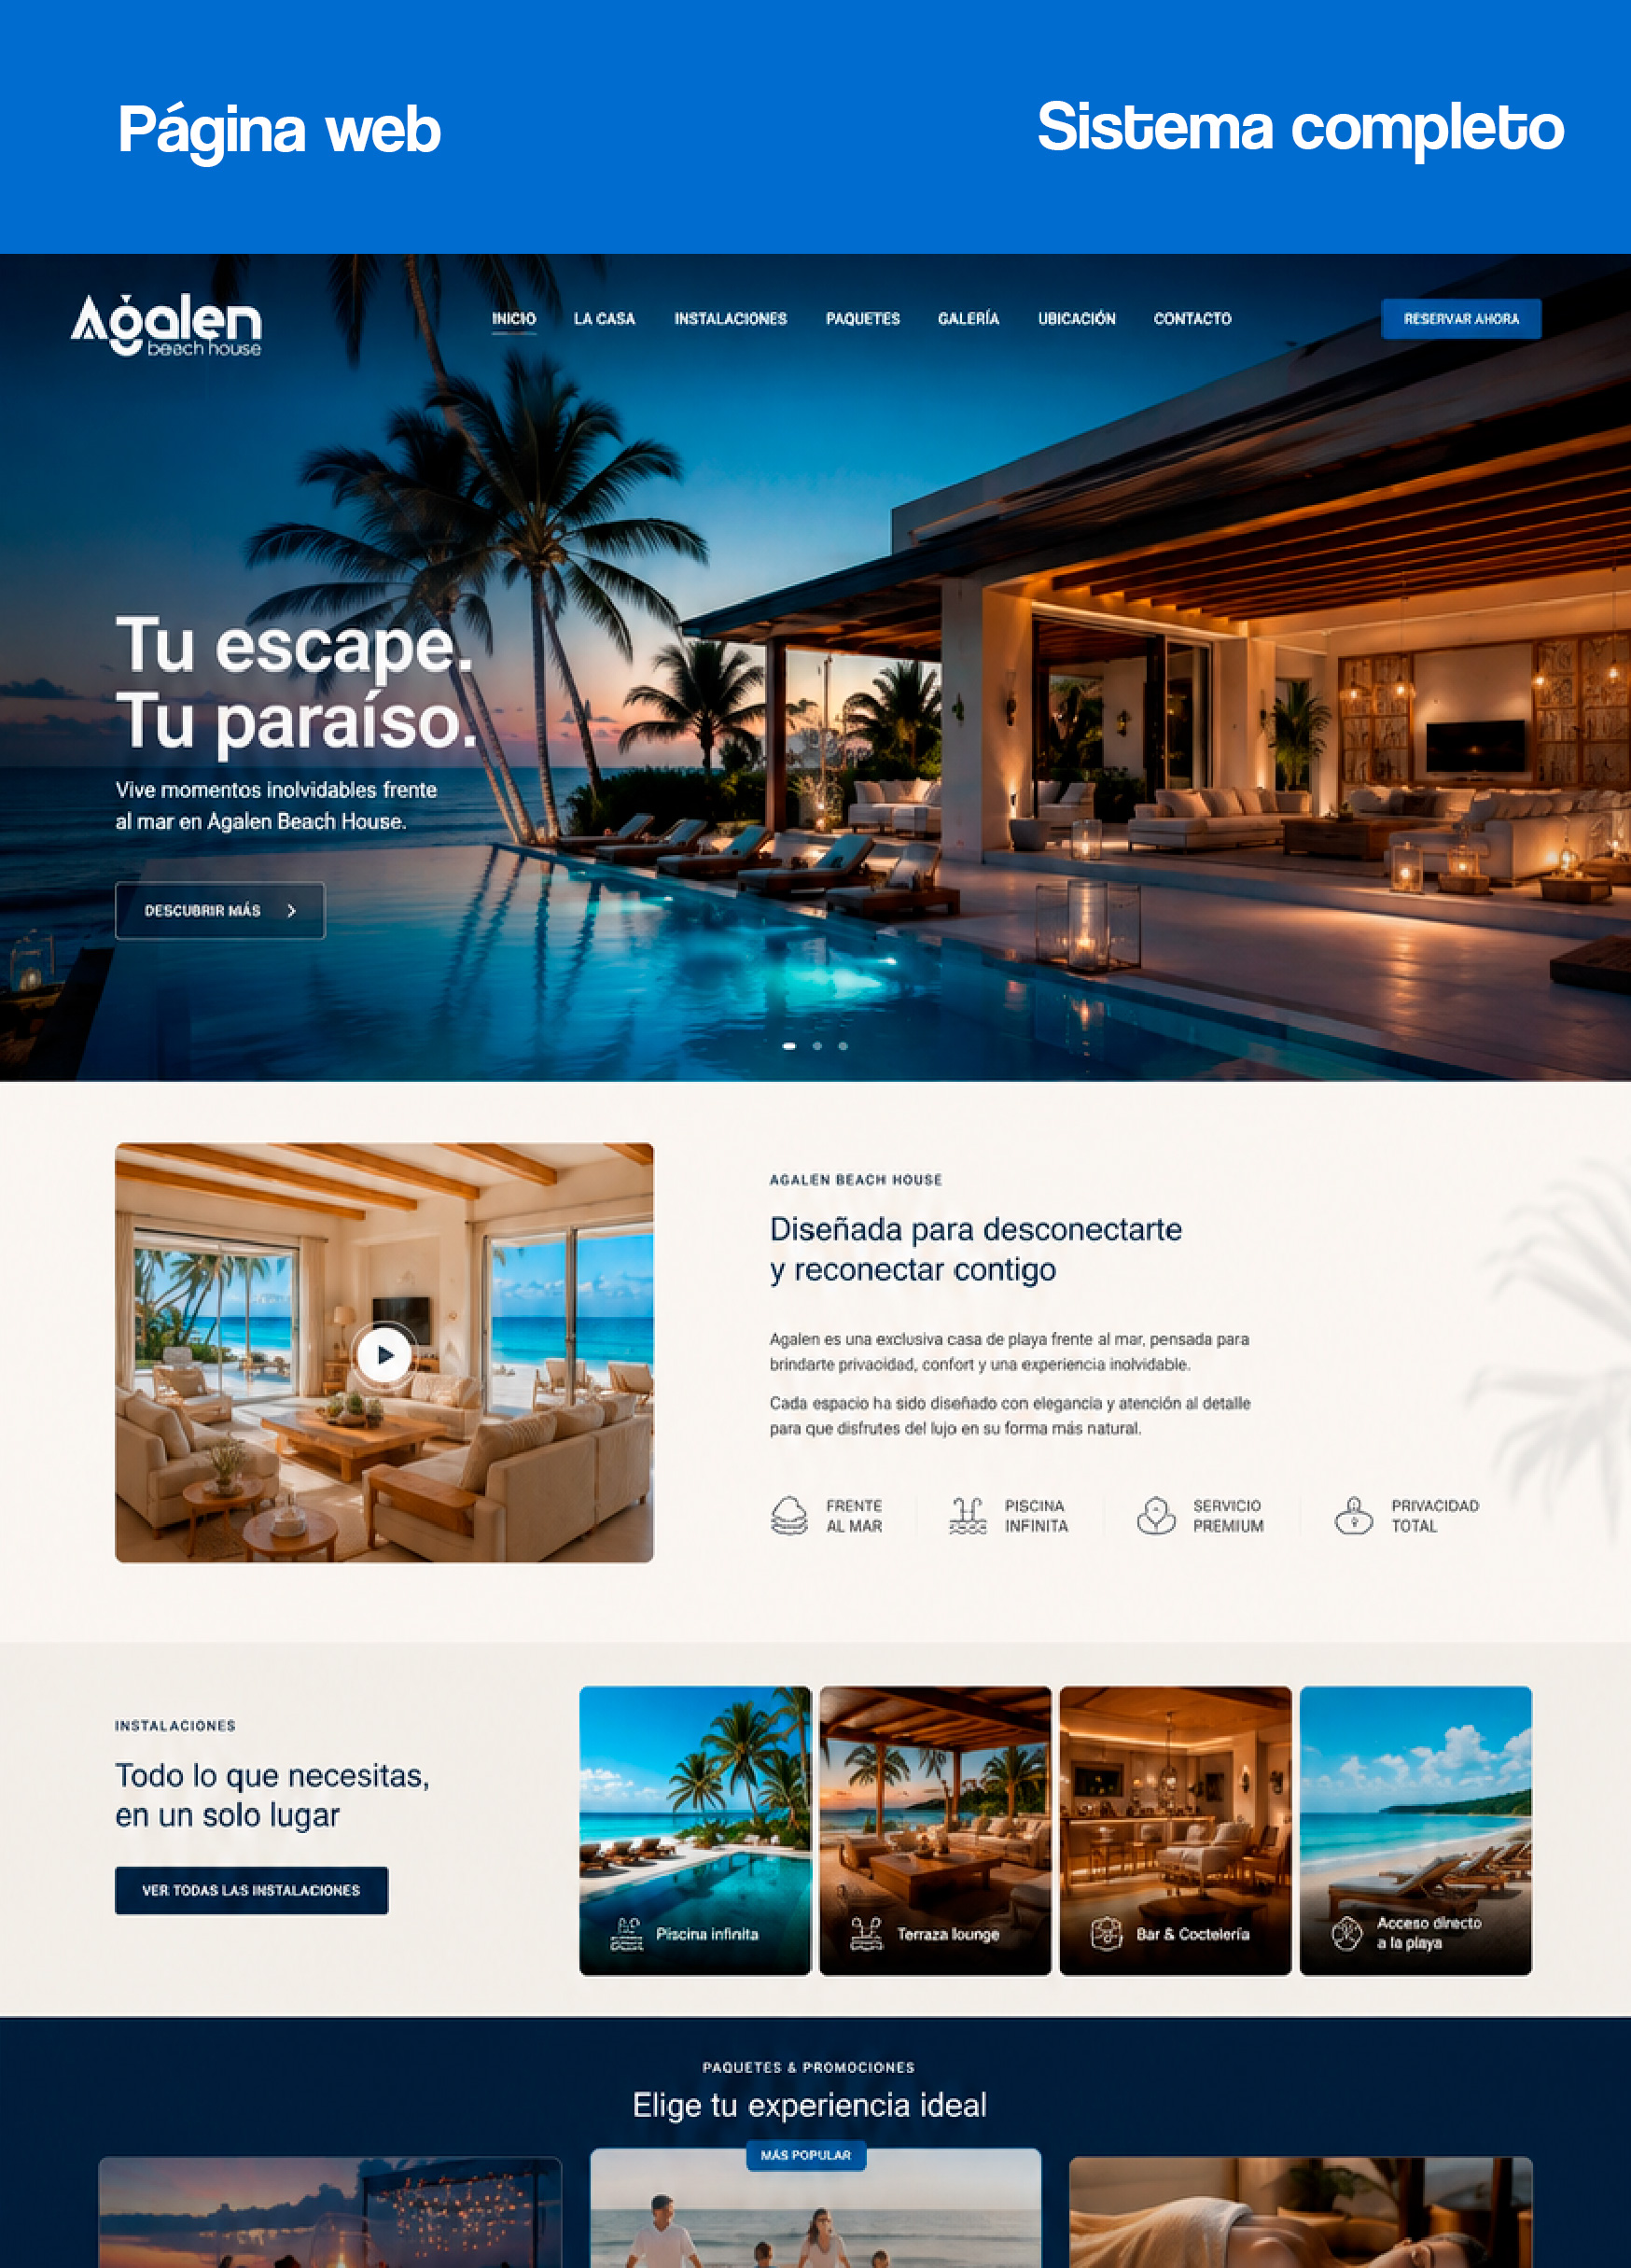 Página web
Sistema completo
Agalen
beach house
INICIO
LA CASA
INSTALACIONES
PAQUETES
GALERÍA
UBICACIÓN
CONTACTO
RESERVAR AHORA
Tu escape.
Tu paraíso.
Vive momentos inolvidables frente
al mar en Agalen Beach House.
DESCUBRIR MÁS
AGALEN BEACH HOUSE
Diseñada para desconectarte
y reconectar contigo
Agalen es una exclusiva casa de playa frente al mar, pensada para
brindarte privaoidad, confort y una experiencia inolvidable.
Cada espacio ha sido diseñado con elegancia y atención al detalle
para que disfrutes del lujo en su forma más natural.
FRENTE
AL MAR
PISCINA
INFINITA
SERVICIO
PREMIUM
PRIVACIDAD
TOTAL
INSTALACIONES
Todo lo que necesitas,
en un solo lugar
VER TODAS LAS INSTALACIONES
Piscina infinita
Terraza lounge
Bar & Coctelería
Acceso directo
a la playa
PAQUETES & PROMOCIONES
Elige tu experiencia ideal
MÁS POPULAR